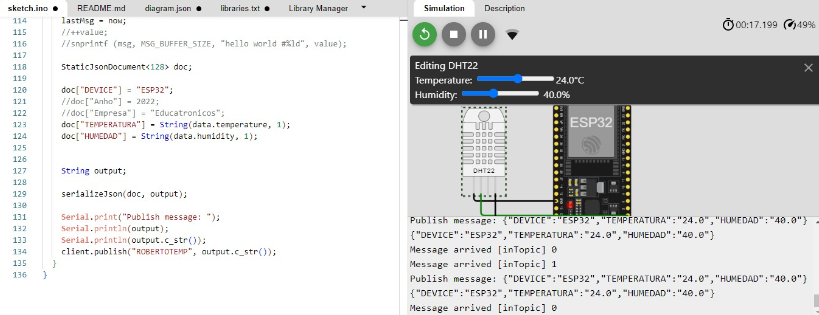 sketch.ino
README.md
diagram.json
libraries.txt
Library Manager
114 lastMsg = now;
115 //++value;
116 //snprintf (msg, MSG_BUFFER_SIZE, "hello world #%ld", value);
117
118 StaticJsonDocument<128> doc;
119
120 doc["DEVICE"] = "ESP32";
121 //doc["Anho"] = 2022;
122 //doc["Empresa"] = "Educatronicos";
123 doc["TEMPERATURA"] = String(data.temperature, 1);
124 doc["HUMEDAD"] = String(data.humidity, 1);
125
126
127 String output;
128
129 serializeJson(doc, output);
130
131 Serial.print("Publish message: ");
132 Serial.println(output);
133 Serial.println(output.c_str());
134 client.publish("ROBERTOTEMP", output.c_str());
135 }
136 }
Simulation
Description
00:17.199
49%
Editing DHT22
Temperature: 24.0°C
Humidity: 40.0%
ESP32
DHT22
Publish message: {"DEVICE":"ESP32","TEMPERATURA":"24.0","HUMEDAD":"40.0"}
{"DEVICE":"ESP32","TEMPERATURA":"24.0","HUMEDAD":"40.0"}
Message arrived [inTopic] 0
Message arrived [inTopic] 1
Publish message: {"DEVICE":"ESP32","TEMPERATURA":"24.0","HUMEDAD":"40.0"}
{"DEVICE":"ESP32","TEMPERATURA":"24.0","HUMEDAD":"40.0"}
Message arrived [inTopic] 0